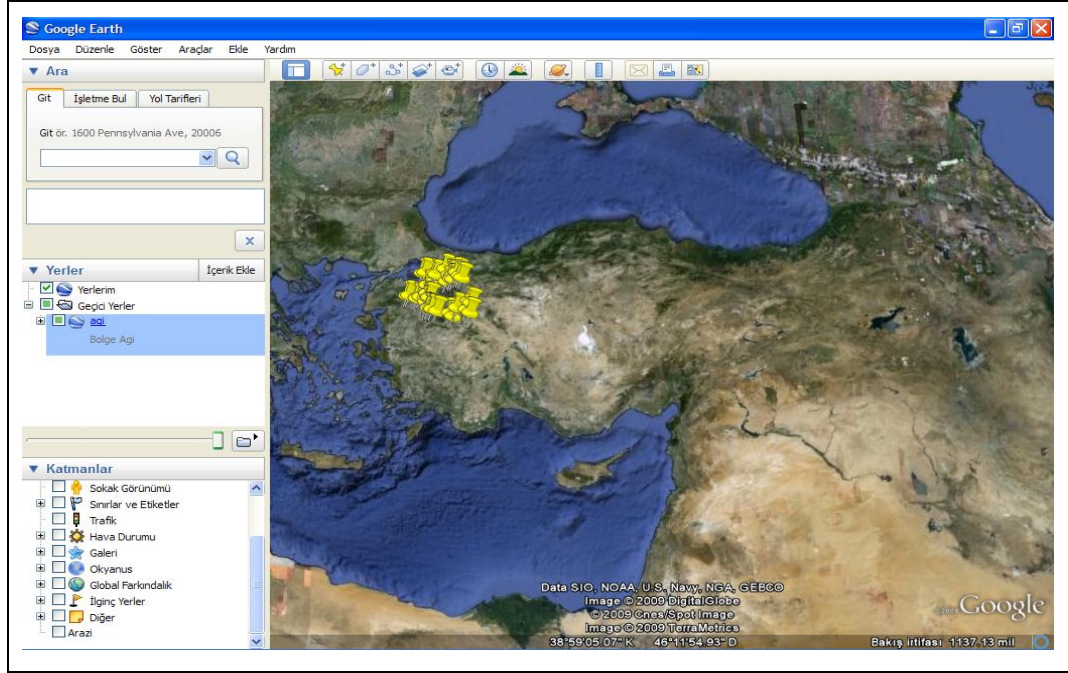 Google Earth
Dosya Düzenle Göster Araçlar Ekle Yardım
Ara
Git İşletme Bul Yol Tarifleri
Git ör. 1600 Pennsylvania Ave, 20006
Yerler İçerik Ekle
Yerlerim
Geçici Yerler
agi
Bolge Agi
Katmanlar
Sokak Görünümü
Sınırlar ve Etiketler
Trafik
Hava Durumu
Galeri
Okyanus
Global Farkındalık
İlginç Yerler
Diğer
Arazi
Data SIO, NOAA, U.S. Navy, NGA, GEBCO
Image © 2009 DigitalGlobe
© 2009 Cnes/Spot Image
Image © 2009 TerraMetrics
Google
38°59'05.07" K 46°11'54.93" D
Bakış irtifası 1137.13 mil